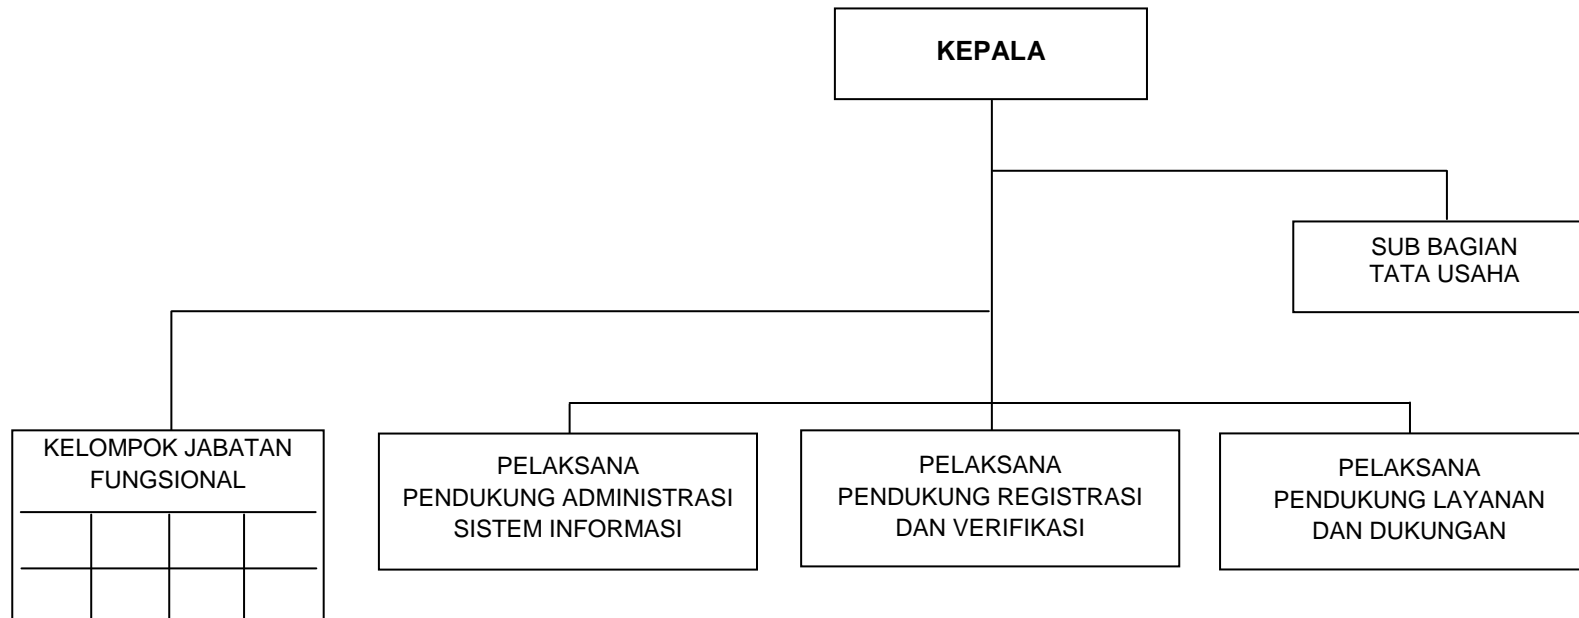 KEPALA
SUB BAGIAN
TATA USAHA
KELOMPOK JABATAN
FUNGSIONAL
PELAKSANA
PENDUKUNG ADMINISTRASI
SISTEM INFORMASI
PELAKSANA
PENDUKUNG REGISTRASI
DAN VERIFIKASI
PELAKSANA
PENDUKUNG LAYANAN
DAN DUKUNGAN